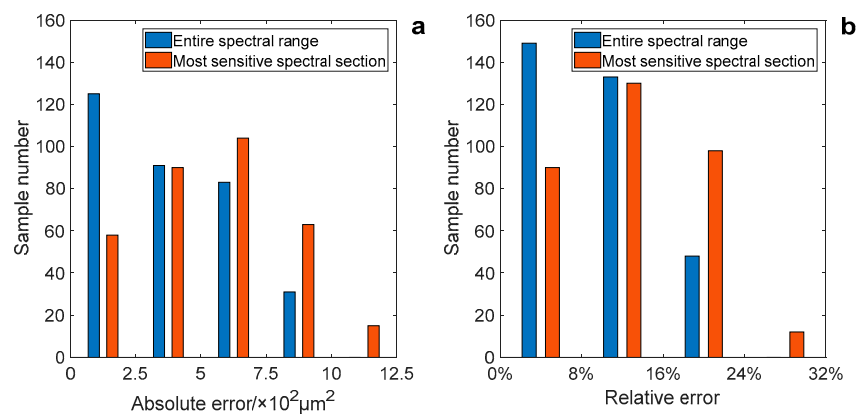 a
Entire spectral range
Most sensitive spectral section
160
140
120
100
80
60
40
20
0
Sample number
0 2.5 5 7.5 10 12.5
Absolute error/×10²μm²
b
Entire spectral range
Most sensitive spectral section
160
140
120
100
80
60
40
20
0
Sample number
0% 8% 16% 24% 32%
Relative error